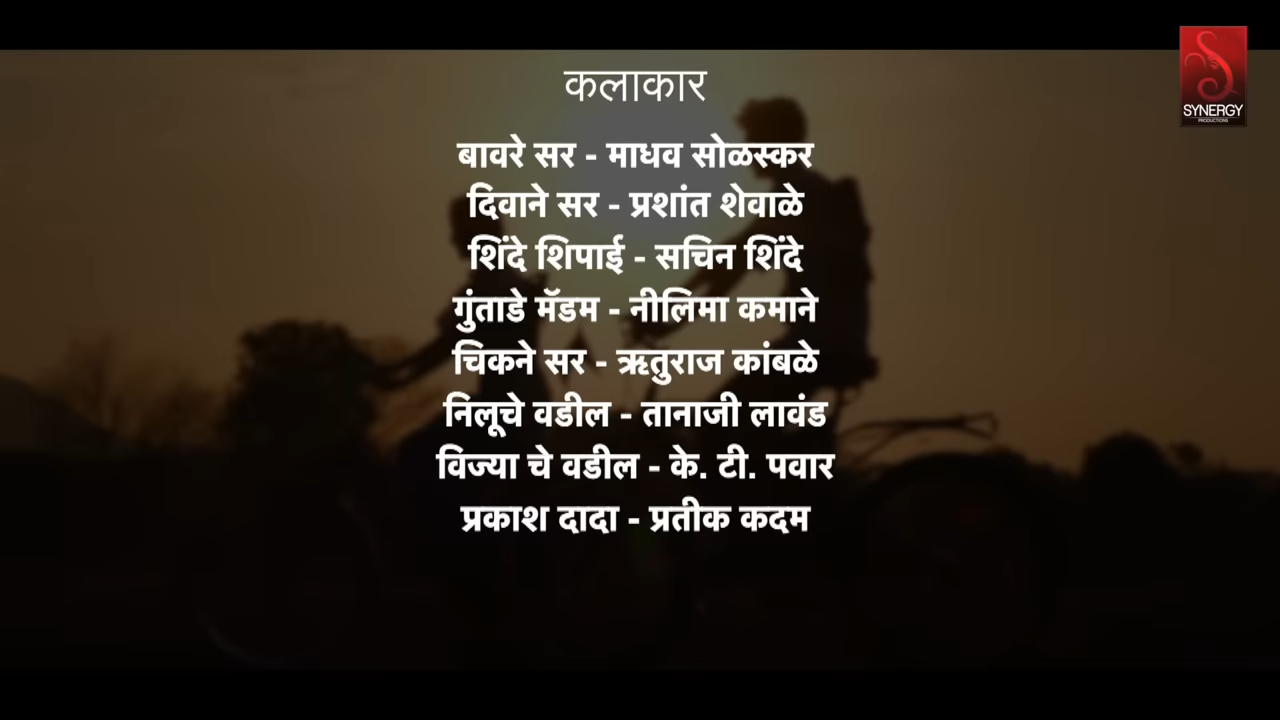 कलाकार
बावरे सर - माधव सोळस्कर
दिवाने सर - प्रशांत शेवाळे
शिंदे शिपाई - सचिन शिंदे
गुंताडे मॅडम - नीलिमा कमाने
चिकने सर - ऋतुराज कांबळे
निलूचे वडील - तानाजी लावंड
विज्या चे वडील - के. टी. पवार
प्रकाश दादा - प्रतीक कदम
SYNERGY
PRODUCTIONS